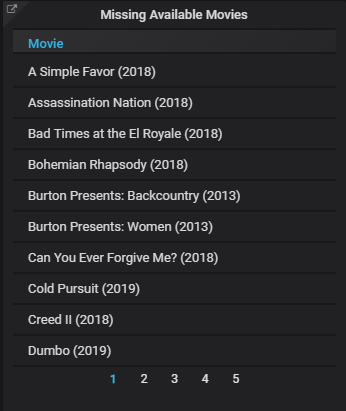 Missing Available Movies
Movie
A Simple Favor (2018)
Assassination Nation (2018)
Bad Times at the El Royale (2018)
Bohemian Rhapsody (2018)
Burton Presents: Backcountry (2013)
Burton Presents: Women (2013)
Can You Ever Forgive Me? (2018)
Cold Pursuit (2019)
Creed II (2018)
Dumbo (2019)
1 2 3 4 5